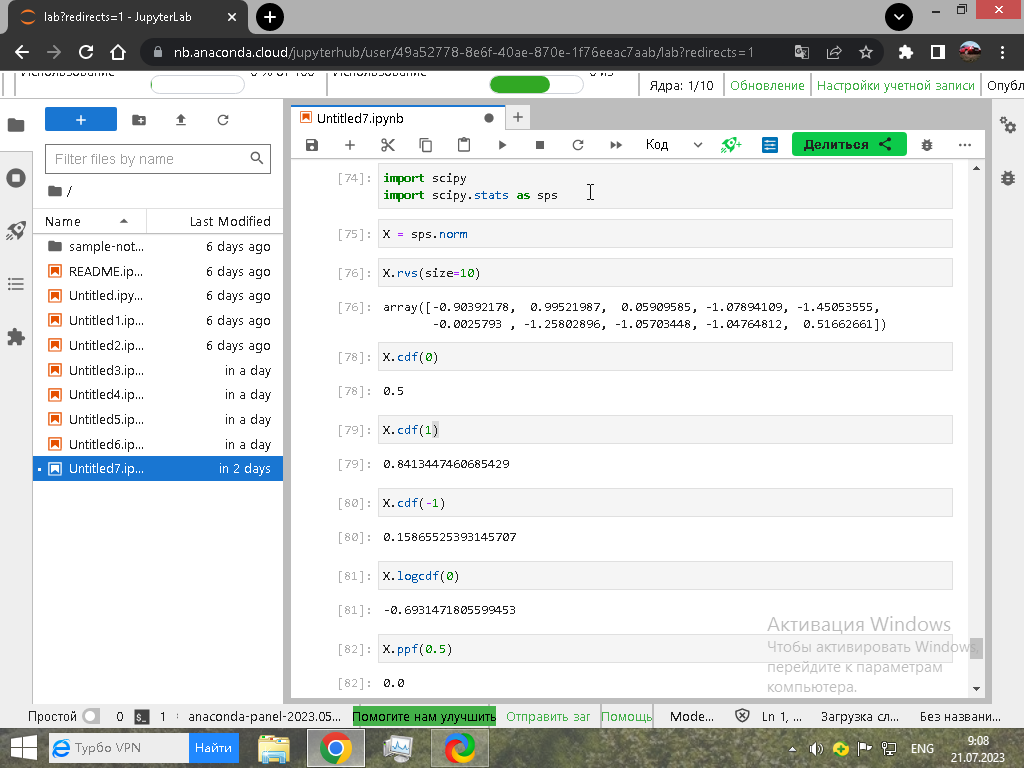 lab?redirects=1 - JupyterLab
nb.anaconda.cloud/jupyterhub/user/49a52778-8e6f-40ae-870e-1f76eeac7aab/lab?redirects=1
Использование 0 % от 100 Использование 0 из
Ядра: 1/10 Обновление Настройки учетной записи Опубл
Filter files by name
/
Name Last Modified
sample-not... 6 days ago
README.ip... 6 days ago
Untitled.ipy... 6 days ago
Untitled1.ip... 6 days ago
Untitled2.ip... 6 days ago
Untitled3.ip... in a day
Untitled4.ip... in a day
Untitled5.ip... in a day
Untitled6.ip... in a day
Untitled7.ip... in 2 days
Untitled7.ipynb
Код Делиться
[74]: import scipy
import scipy.stats as sps
[75]: X = sps.norm
[76]: X.rvs(size=10)
[76]: array([-0.90392178, 0.99521987, 0.05909585, -1.07894109, -1.45053555,
-0.0025793 , -1.25802896, -1.05703448, -1.04764812, 0.51662661])
[78]: X.cdf(0)
[78]: 0.5
[79]: X.cdf(1)
[79]: 0.8413447460685429
[80]: X.cdf(-1)
[80]: 0.15865525393145707
[81]: X.logcdf(0)
[81]: -0.6931471805599453
[82]: X.ppf(0.5)
[82]: 0.0
Активация Windows
Чтобы активировать Windows,
перейдите к параметрам
компьютера.
Простой 0 $_ 1 anaconda-panel-2023.05... Помогите нам улучшить Отправить заг Помощь Mode... Ln 1, ... Загрузка сл... Без названи...
Турбо VPN Найти
ENG 9:08
21.07.2023